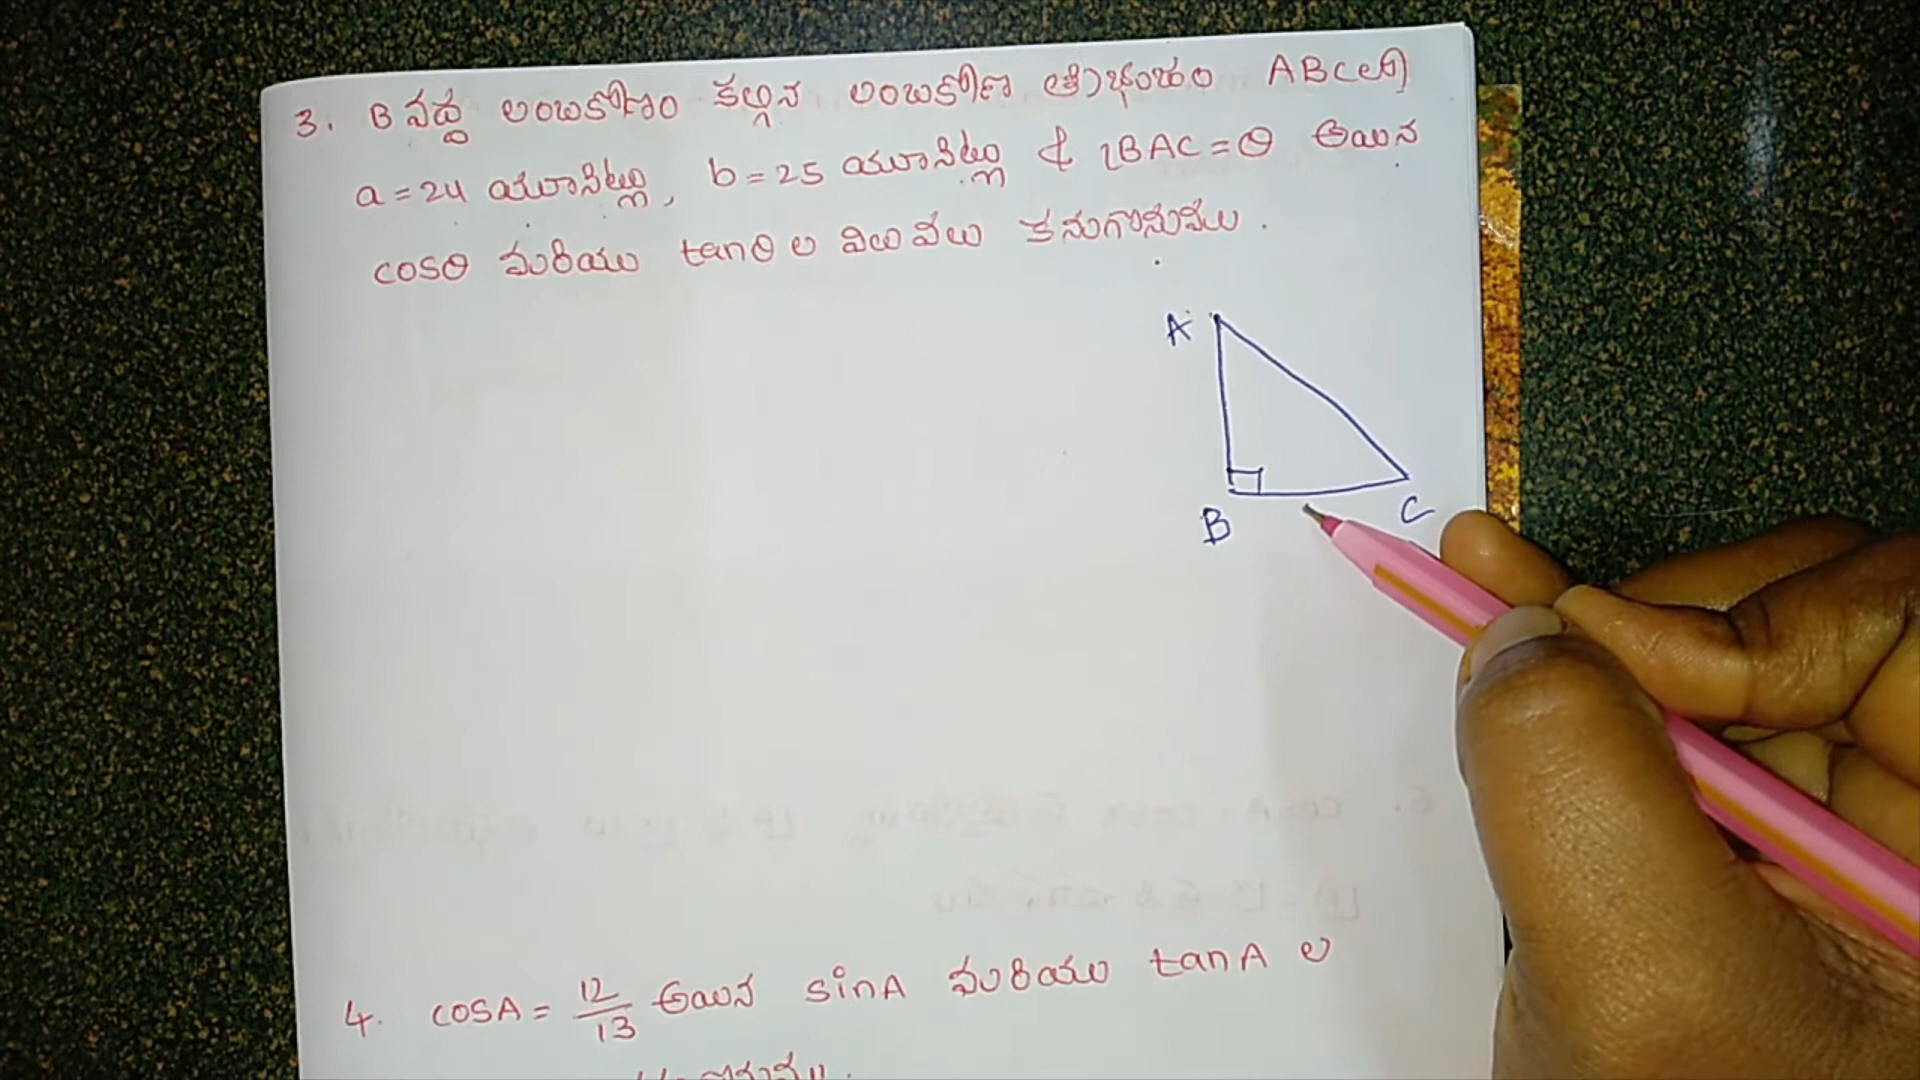 3. B వద్ద లంబకోణం కల్గిన లంబకోణ త్రిభుజం ABCలో
a = 24 యూనిట్లు, b = 25 యూనిట్లు & ∠BAC = θ అయిన
cosθ మరియు tanθ ల విలువలు కనుగొనుము.
A
B C
4. cosA = 12/13 అయిన sinA మరియు tanA ల